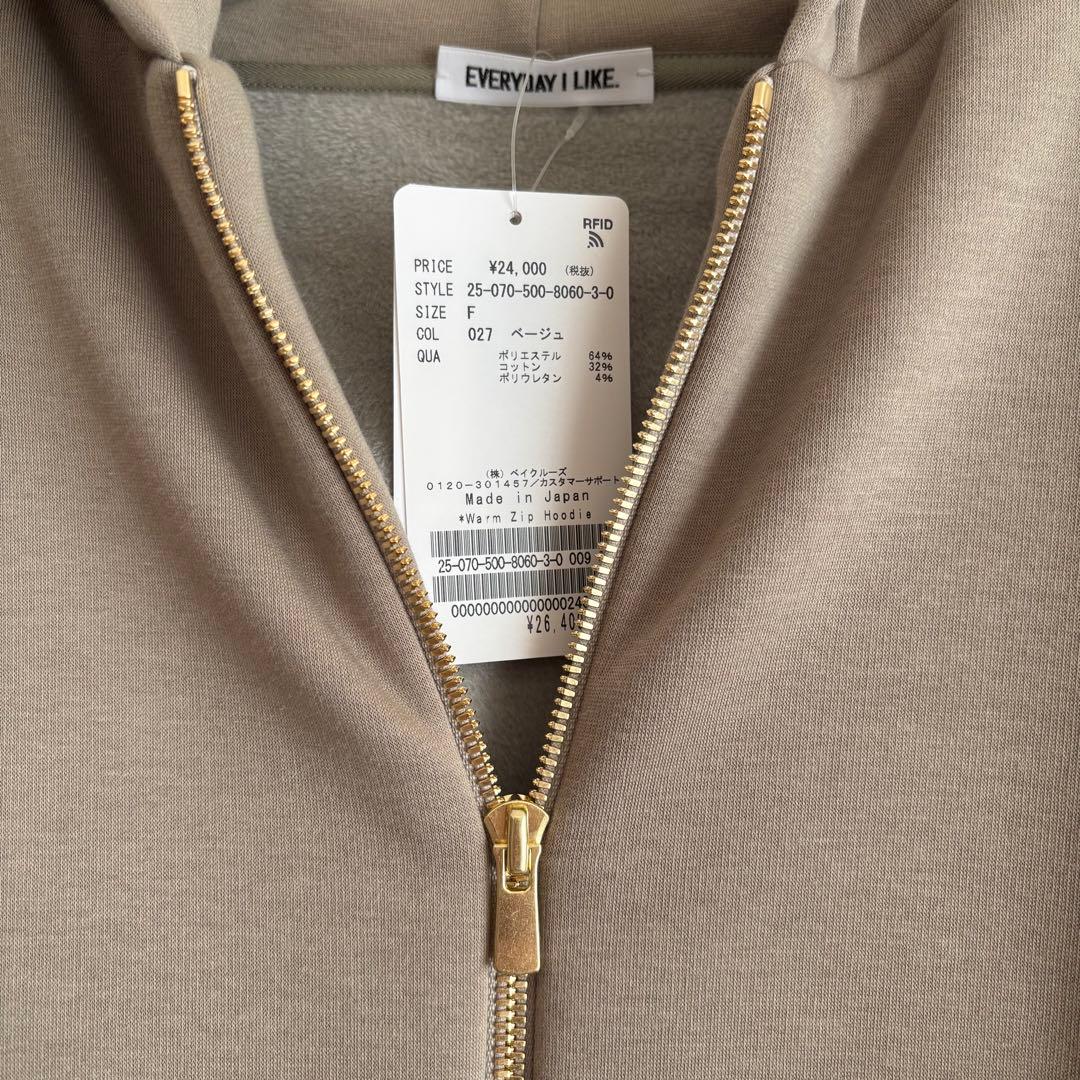 EVERYDAY I LIKE.
RFID
PRICE ¥24,000 (税抜)
STYLE 25-070-500-8060-3-0
SIZE F
COL 027 ベージュ
QUA ポリエステル 64%
コットン 32%
ポリウレタン 4%
(株)ベイクルーズ
0120-301457/カスタマーサポート
Made in Japan
*Warm Zip Hoodie
25-070-500-8060-3-0 009